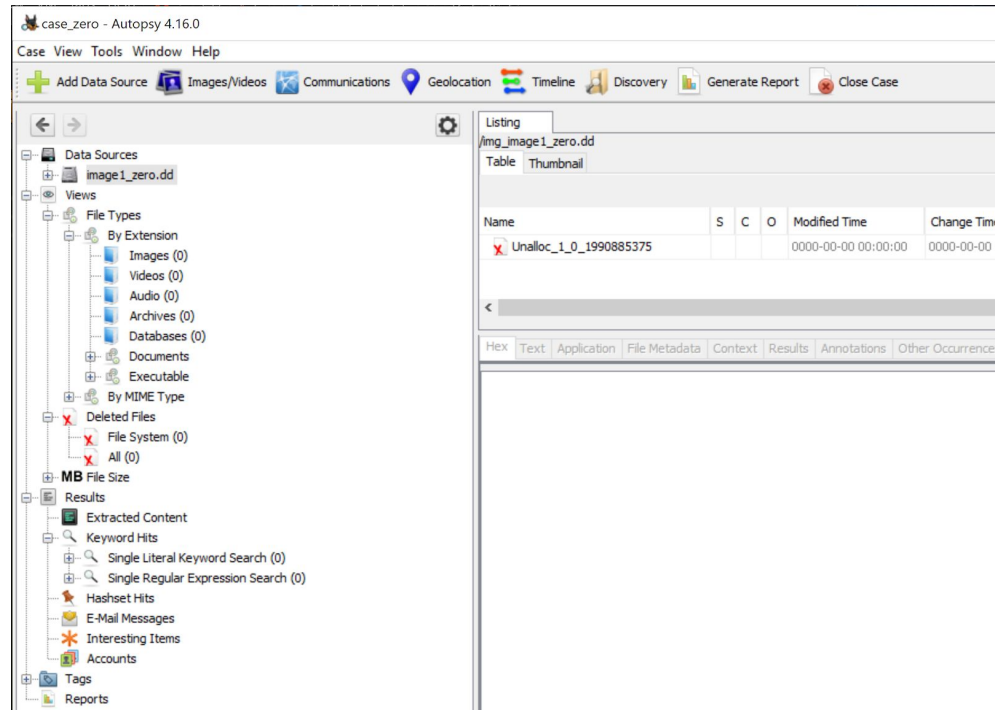 case_zero - Autopsy 4.16.0
Case View Tools Window Help
Add Data Source Images/Videos Communications Geolocation Timeline Discovery Generate Report Close Case
Data Sources
image1_zero.dd
Views
File Types
By Extension
Images (0)
Videos (0)
Audio (0)
Archives (0)
Databases (0)
Documents
Executable
By MIME Type
Deleted Files
File System (0)
All (0)
MB File Size
Results
Extracted Content
Keyword Hits
Single Literal Keyword Search (0)
Single Regular Expression Search (0)
Hashset Hits
E-Mail Messages
Interesting Items
Accounts
Tags
Reports
Listing
/img_image1_zero.dd
Table Thumbnail
Name S C O Modified Time Change Time
Unalloc_1_0_1990885375 0000-00-00 00:00:00 0000-00-00
Hex Text Application File Metadata Context Results Annotations Other Occurrence